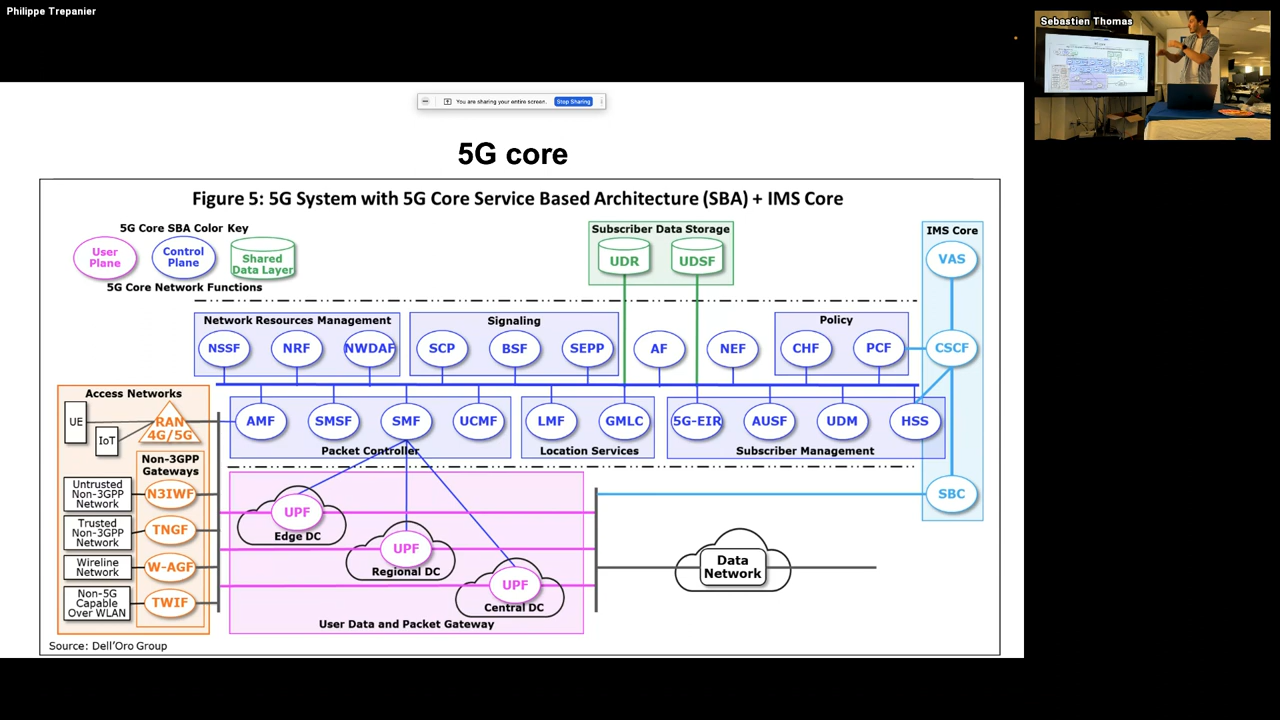 Philippe Trepanier
Sebastien Thomas
You are sharing your entire screen.
Stop Sharing
5G core
Figure 5: 5G System with 5G Core Service Based Architecture (SBA) + IMS Core
5G Core SBA Color Key
User
Plane
Control
Plane
Shared
Data Layer
5G Core Network Functions
Subscriber Data Storage
UDR
UDSF
IMS Core
VAS
Network Resources Management
NSSF
NRF
NWDAF
Signaling
SCP
BSF
SEPP
AF
NEF
Policy
CHF
PCF
CSCF
Access Networks
UE
IoT
RAN
4G/5G
AMF
SMSF
SMF
UCMF
Packet Controller
LMF
GMLC
Location Services
5G-EIR
AUSF
UDM
HSS
Subscriber Management
Non-3GPP
Gateways
Untrusted
Non-3GPP
Network
N3IWF
Trusted
Non-3GPP
Network
TNGF
Wireline
Network
W-AGF
Non-5G
Capable
Over WLAN
TWIF
UPF
Edge DC
UPF
Regional DC
UPF
Central DC
User Data and Packet Gateway
SBC
Data
Network
Source: Dell'Oro Group